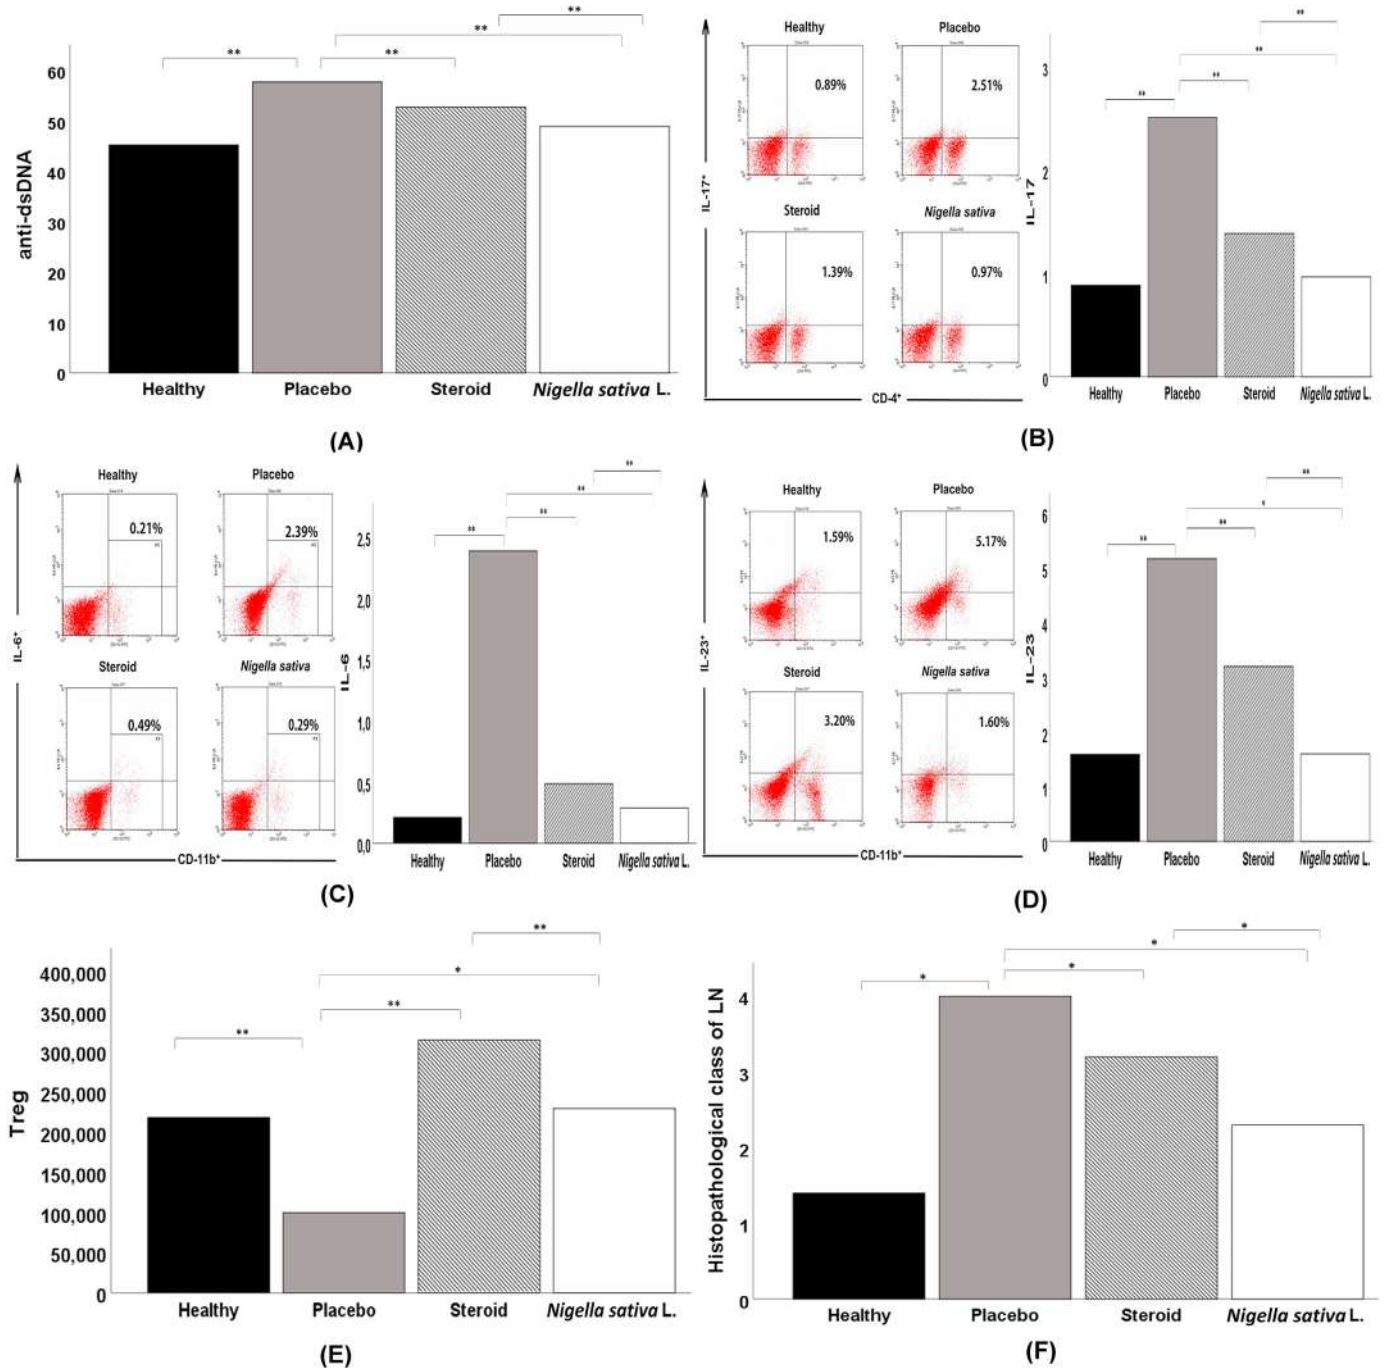 ** ** ** **
60
50
40
30
20
10
0
anti-dsDNA
Healthy Placebo Steroid Nigella sativa L.
(A)
Healthy Placebo
0.89% 2.51%
Steroid Nigella sativa
1.39% 0.97%
IL-17+
CD-4+
3
2
1
0
IL-17
Healthy Placebo Steroid Nigella sativa L.
(B)
Healthy Placebo
0.21% 2.39%
Steroid Nigella sativa
0.49% 0.29%
IL-6+
CD-11b+
2,5
2,0
1,5
1,0
0,5
0,0
IL-6
Healthy Placebo Steroid Nigella sativa L.
(C)
Healthy Placebo
1.59% 5.17%
Steroid Nigella sativa
3.20% 1.60%
IL-23+
CD-11b+
6
5
4
3
2
1
0
IL-23
Healthy Placebo Steroid Nigella sativa L.
(D)
** ** * **
400,000
350,000
300,000
250,000
200,000
150,000
100,000
50,000
0
Treg
Healthy Placebo Steroid Nigella sativa L.
(E)
* * * *
4
3
2
1
0
Histopathological class of LN
Healthy Placebo Steroid Nigella sativa L.
(F)